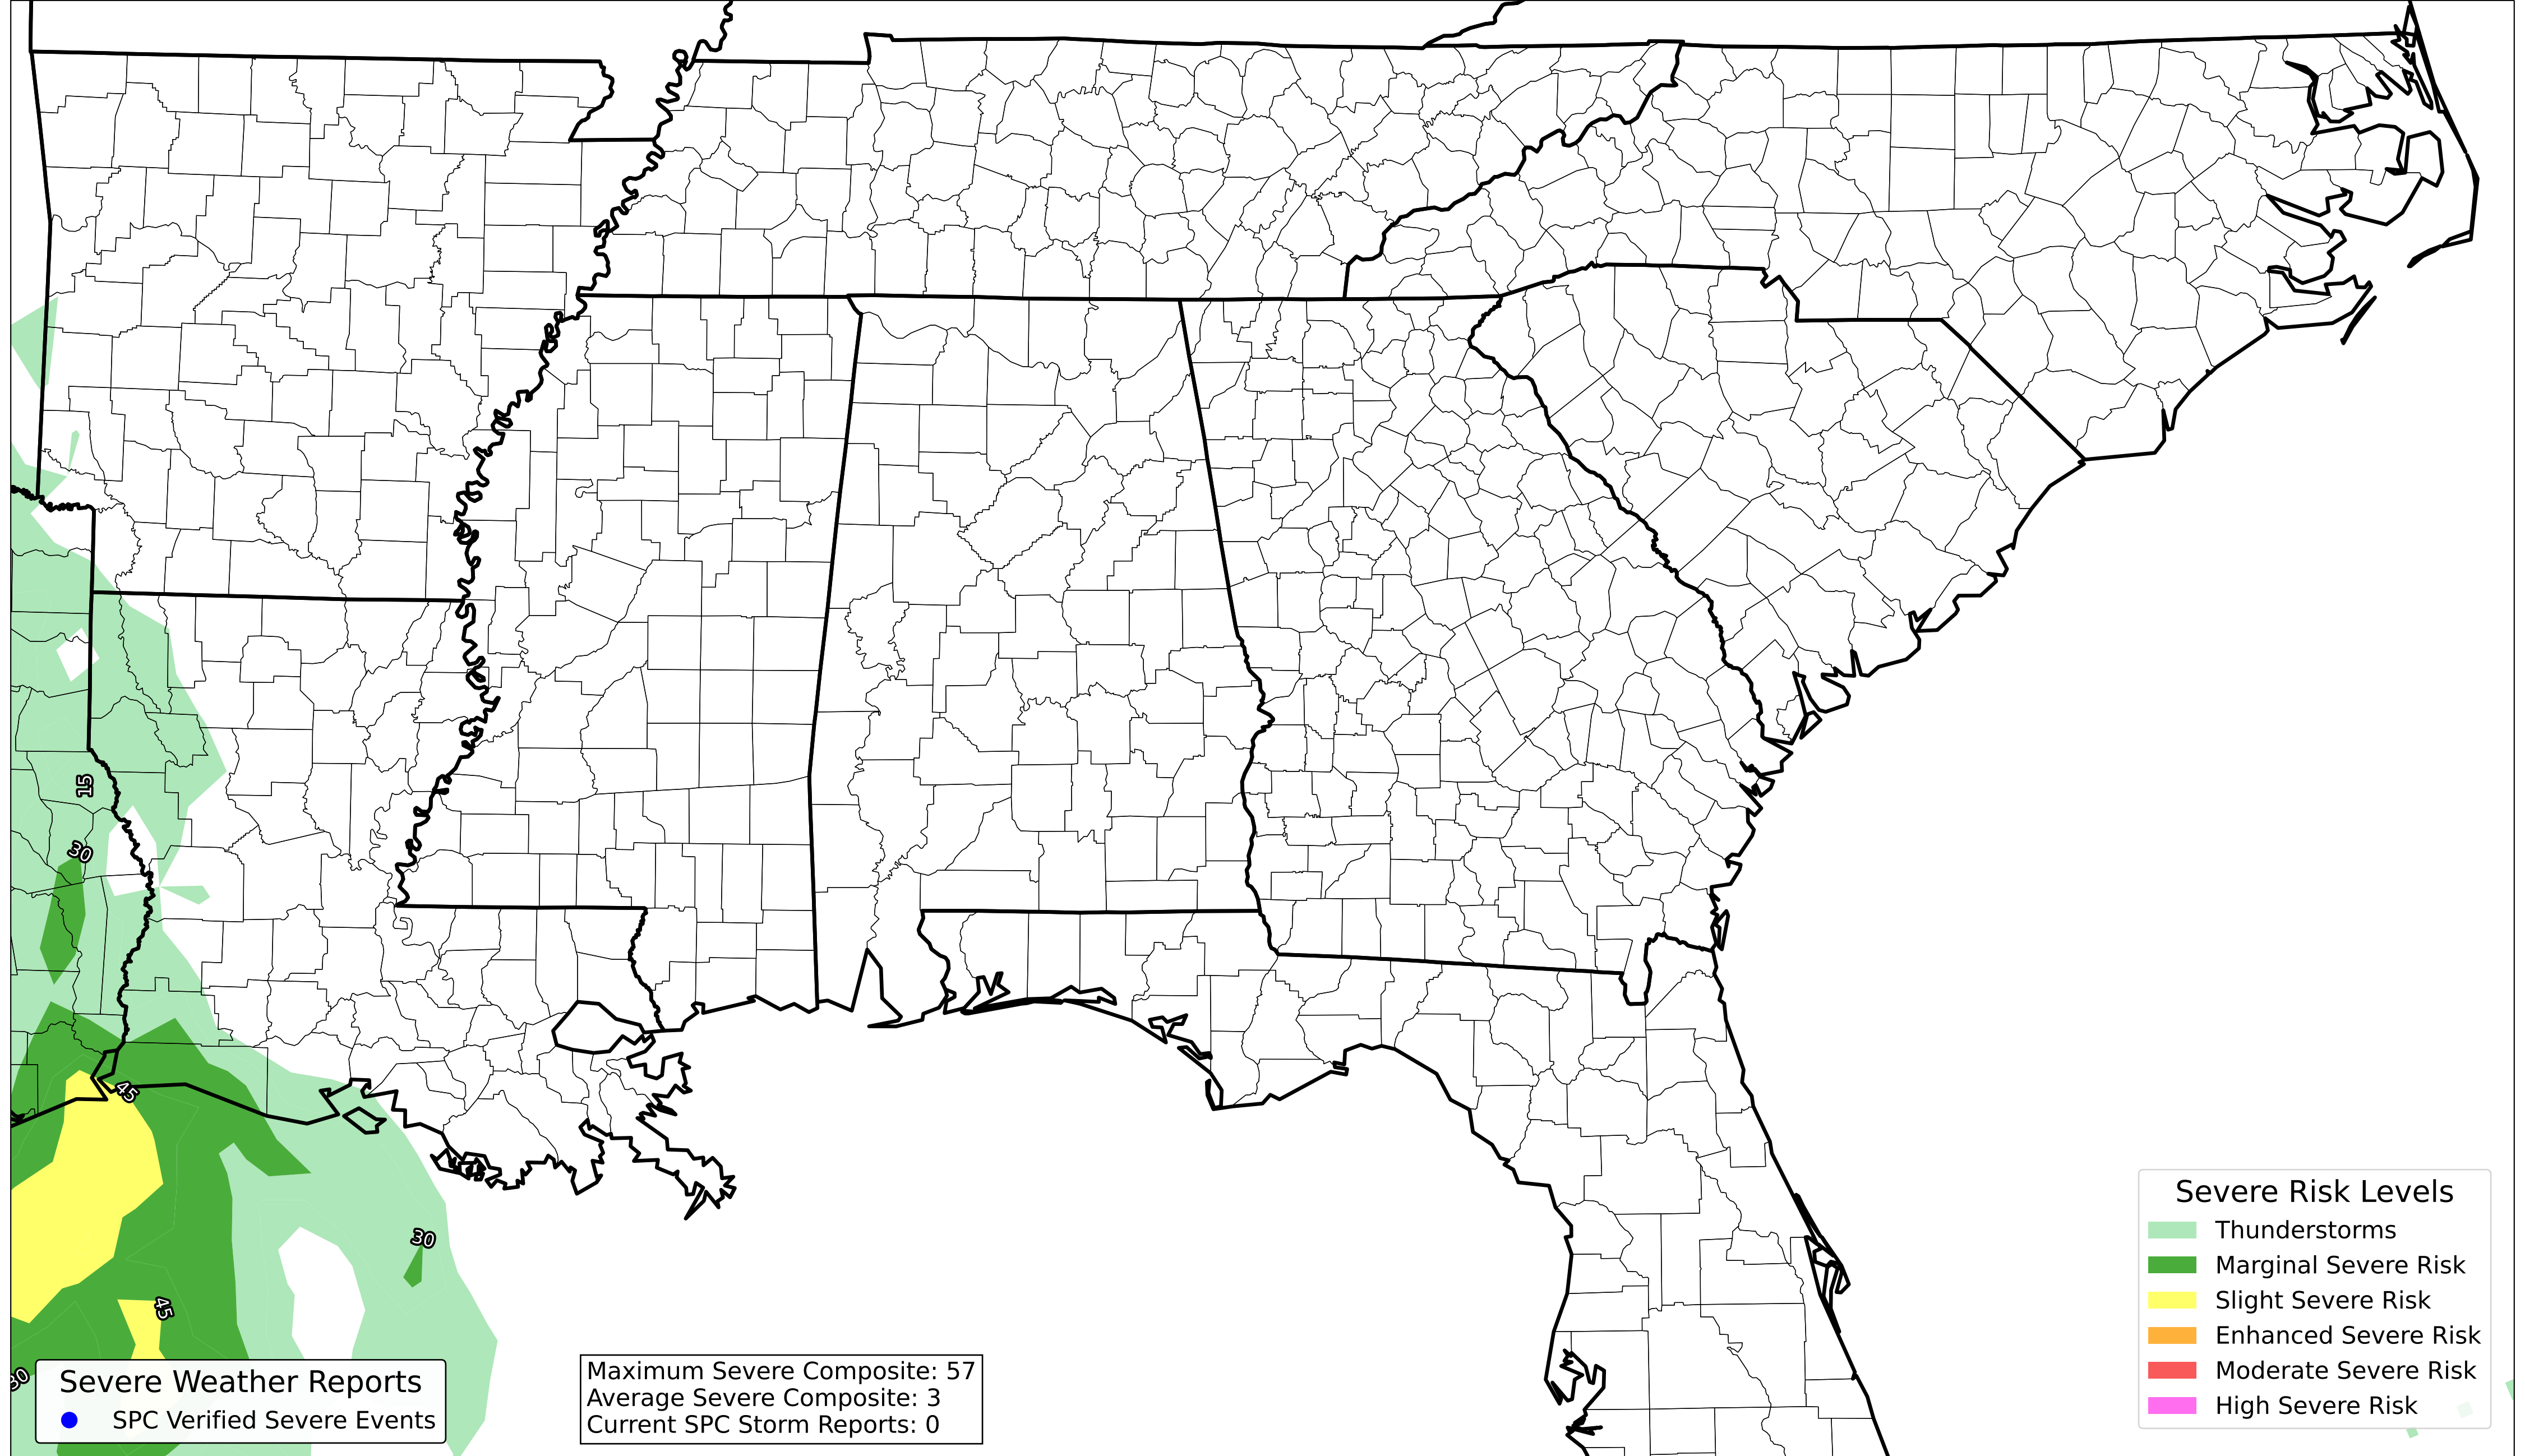 15
30
45
30
45
30
Severe Weather Reports
SPC Verified Severe Events
Maximum Severe Composite: 57
Average Severe Composite: 3
Current SPC Storm Reports: 0
Severe Risk Levels
Thunderstorms
Marginal Severe Risk
Slight Severe Risk
Enhanced Severe Risk
Moderate Severe Risk
High Severe Risk